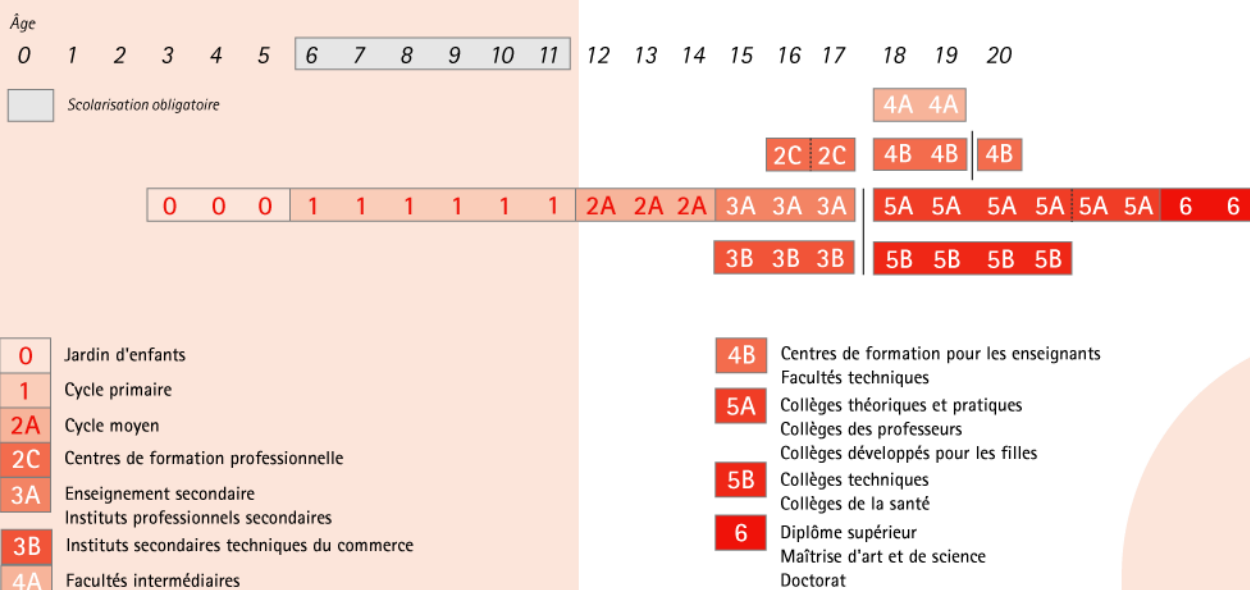 Âge
0 1 2 3 4 5 6 7 8 9 10 11 12 13 14 15 16 17 18 19 20
Scolarisation obligatoire
4A 4A
2C 2C 4B 4B 4B
0 0 0 1 1 1 1 1 1 2A 2A 2A 3A 3A 3A 5A 5A 5A 5A 5A 5A 6 6
3B 3B 3B 5B 5B 5B 5B
0 Jardin d'enfants
1 Cycle primaire
2A Cycle moyen
2C Centres de formation professionnelle
3A Enseignement secondaire
Instituts professionnels secondaires
3B Instituts secondaires techniques du commerce
4A Facultés intermédiaires
4B Centres de formation pour les enseignants
Facultés techniques
5A Collèges théoriques et pratiques
Collèges des professeurs
Collèges développés pour les filles
5B Collèges techniques
Collèges de la santé
6 Diplôme supérieur
Maîtrise d'art et de science
Doctorat